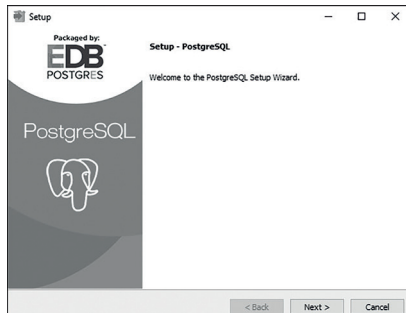 Setup
Packaged by:
EDB
POSTGRES
Setup - PostgreSQL
Welcome to the PostgreSQL Setup Wizard.
PostgreSQL
< Back
Next >
Cancel